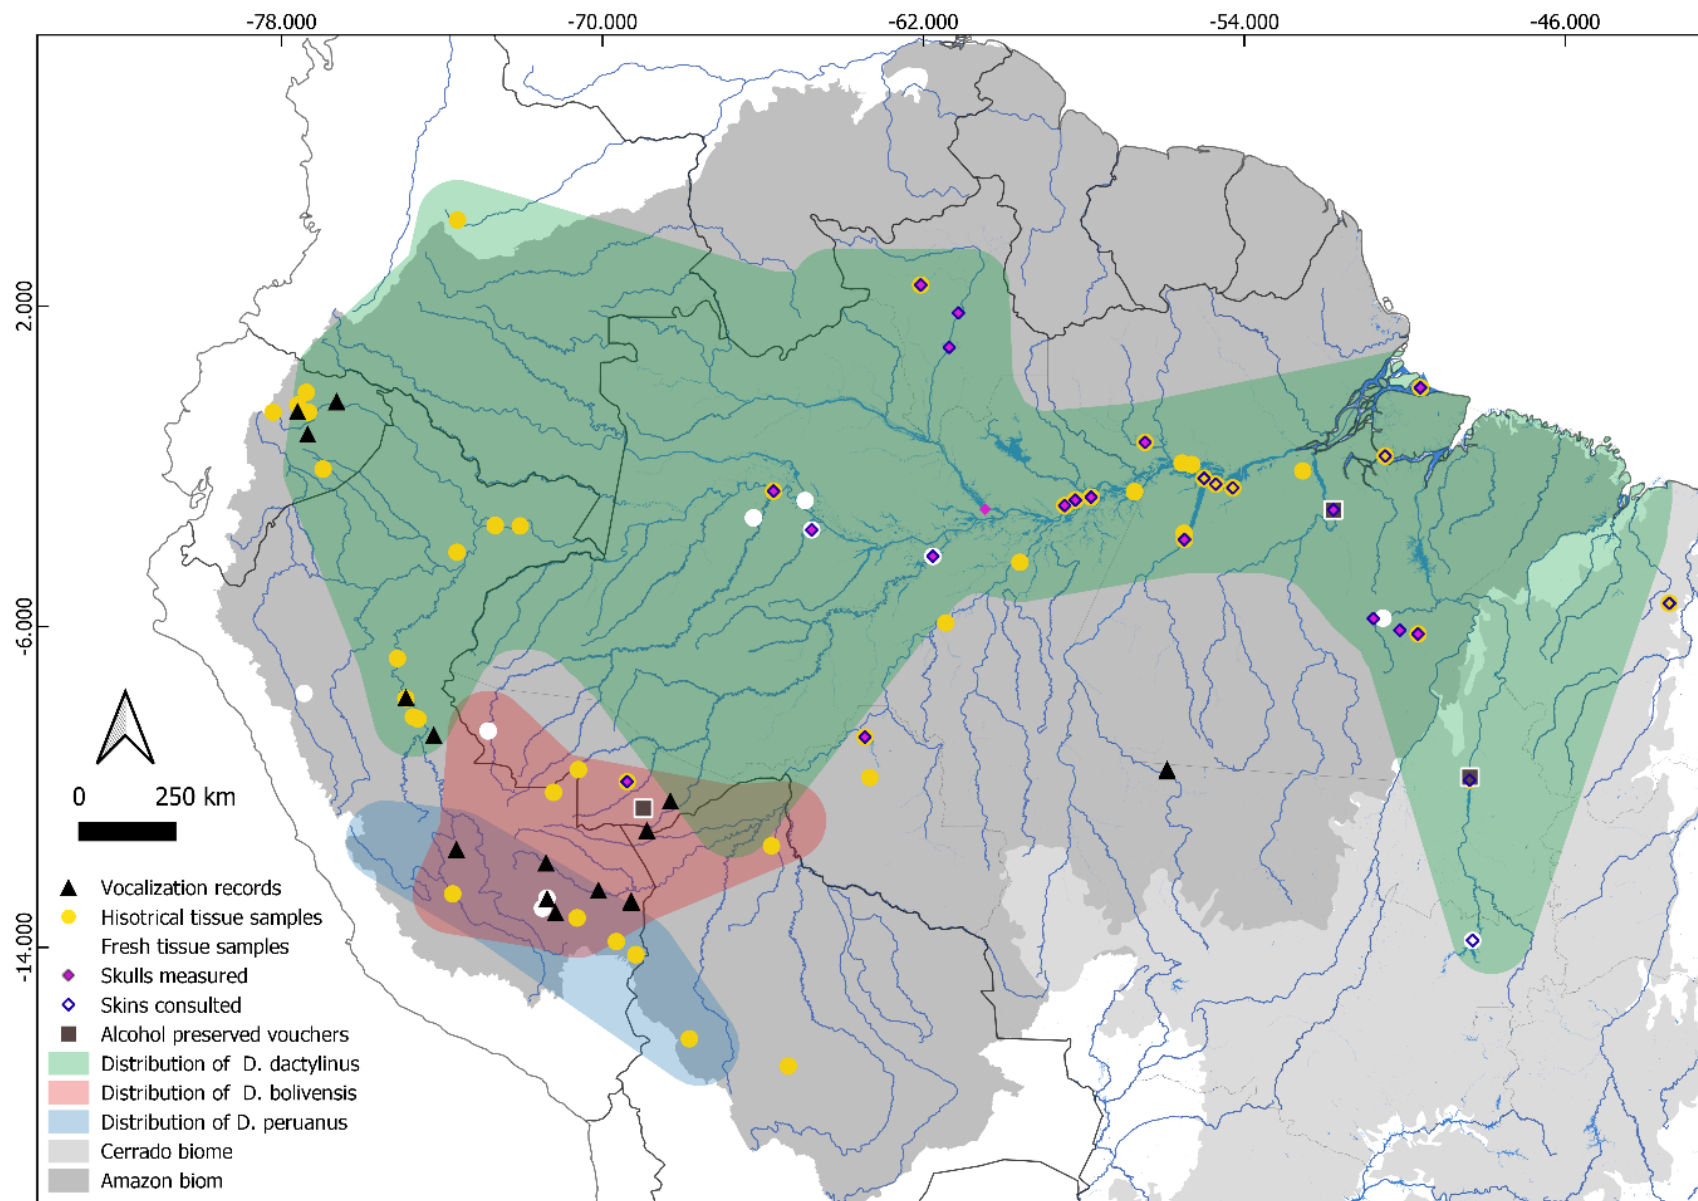 -78.000 -70.000 -62.000 -54.000 -46.000
2.000
-6.000
-14.000
0 250 km
Vocalization records
Hisotrical tissue samples
Fresh tissue samples
Skulls measured
Skins consulted
Alcohol preserved vouchers
Distribution of D. dactylinus
Distribution of D. bolivensis
Distribution of D. peruanus
Cerrado biome
Amazon biom